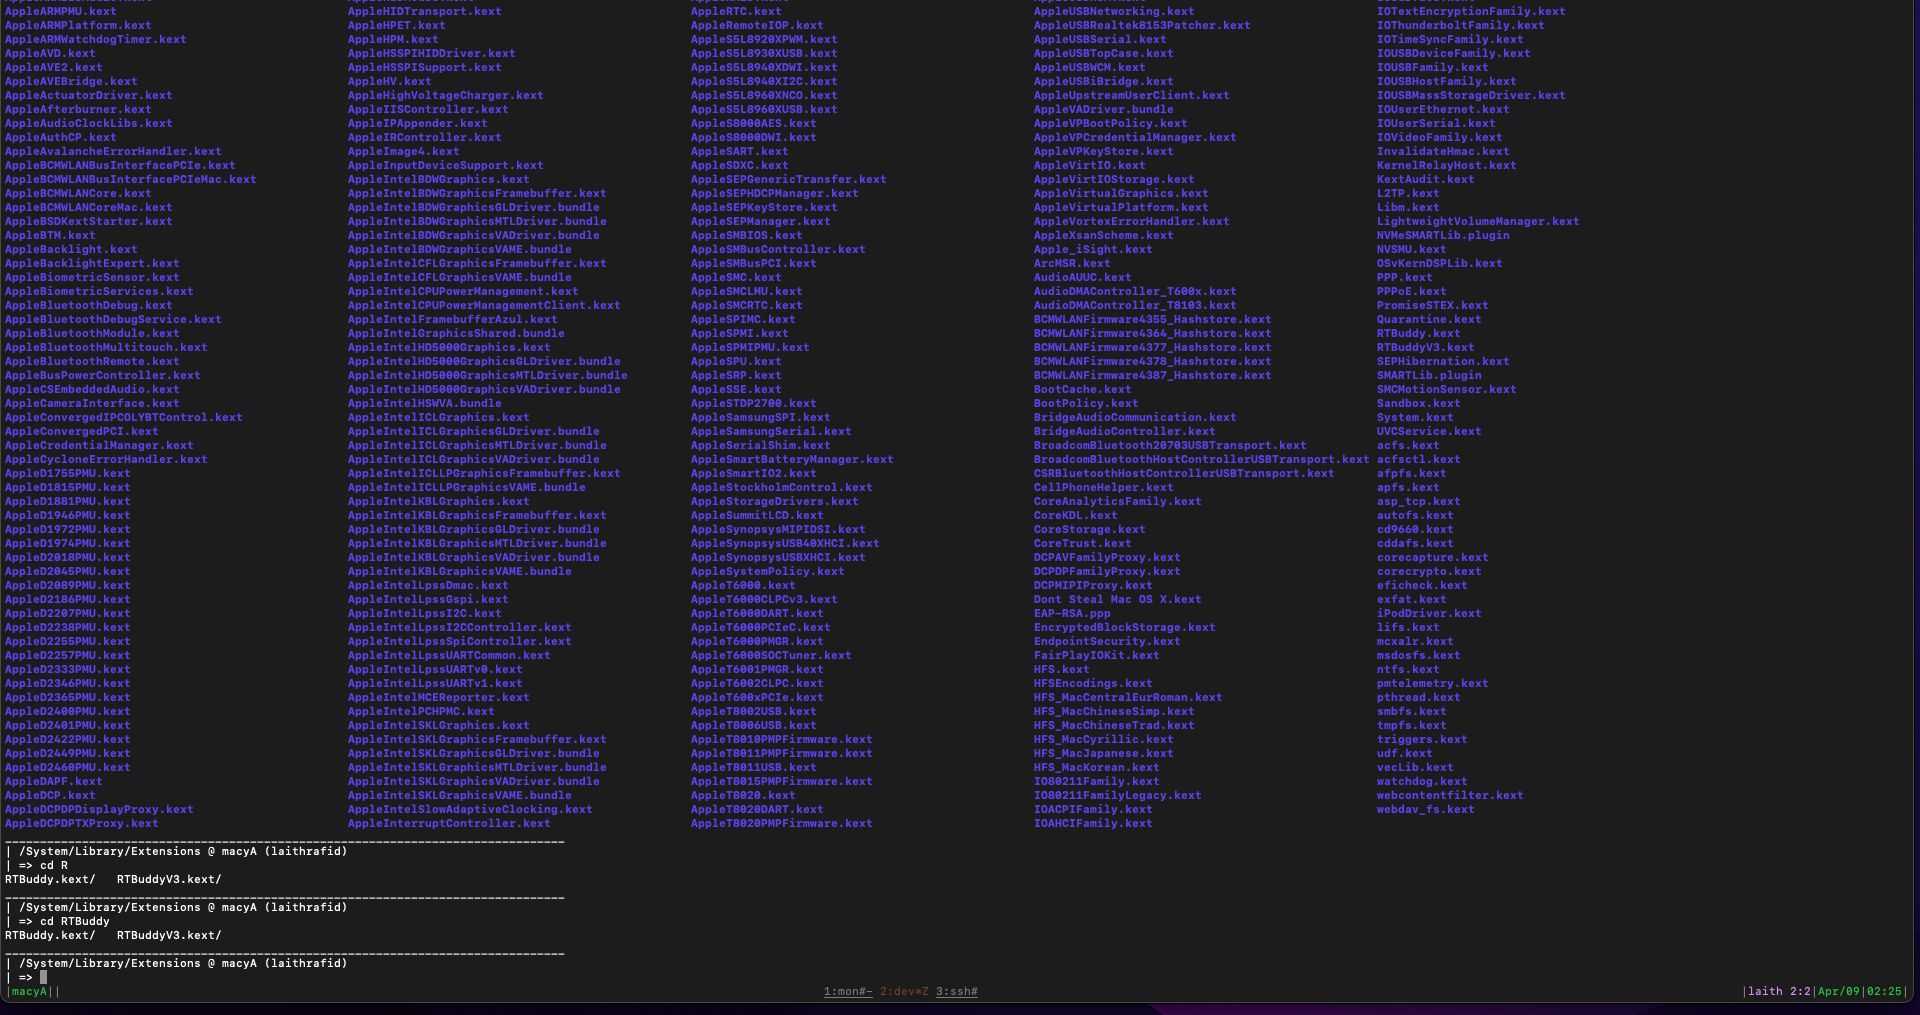 AppleARMPMU.kext AppleHIDTransport.kext AppleRTC.kext AppleUSBNetworking.kext IOTextEncryptionFamily.kext
AppleARMPlatform.kext AppleHPET.kext AppleRemoteIOP.kext AppleUSBRealtek8153Patcher.kext IOThunderboltFamily.kext
AppleARMWatchdogTimer.kext AppleHPM.kext AppleS5L8920XPWM.kext AppleUSBSerial.kext IOTimeSyncFamily.kext
AppleAVD.kext AppleHSSPIHIDDriver.kext AppleS5L8930XUSB.kext AppleUSBTopCase.kext IOUSBDeviceFamily.kext
AppleAVE2.kext AppleHSSPISupport.kext AppleS5L8940XDWI.kext AppleUSBWCM.kext IOUSBFamily.kext
AppleAVEBridge.kext AppleHV.kext AppleS5L8940XI2C.kext AppleUSBiBridge.kext IOUSBHostFamily.kext
AppleActuatorDriver.kext AppleHighVoltageCharger.kext AppleS5L8960XNCO.kext AppleUpstreamUserClient.kext IOUSBMassStorageDriver.kext
AppleAfterburner.kext AppleIISController.kext AppleS5L8960XUSB.kext AppleVADriver.bundle IOUserEthernet.kext
AppleAudioClockLibs.kext AppleIPAppender.kext AppleS8000AES.kext AppleVPBootPolicy.kext IOUserSerial.kext
AppleAuthCP.kext AppleIRController.kext AppleS8000DWI.kext AppleVPCredentialManager.kext IOVideoFamily.kext
AppleAvalancheErrorHandler.kext AppleImage4.kext AppleSART.kext AppleVPKeyStore.kext InvalidateHmac.kext
AppleBCMWLANBusInterfacePCIe.kext AppleInputDeviceSupport.kext AppleSDXC.kext AppleVirtIO.kext KernelRelayHost.kext
AppleBCMWLANBusInterfacePCIeMac.kext AppleIntelBDWGraphics.kext AppleSEPGenericTransfer.kext AppleVirtIOStorage.kext KextAudit.kext
AppleBCMWLANCore.kext AppleIntelBDWGraphicsFramebuffer.kext AppleSEPHDCPManager.kext AppleVirtualGraphics.kext L2TP.kext
AppleBCMWLANCoreMac.kext AppleIntelBDWGraphicsGLDriver.bundle AppleSEPKeyStore.kext AppleVirtualPlatform.kext Libm.kext
AppleBSDKextStarter.kext AppleIntelBDWGraphicsMTLDriver.bundle AppleSEPManager.kext AppleVortexErrorHandler.kext LightweightVolumeManager.kext
AppleBTM.kext AppleIntelBDWGraphicsVADriver.bundle AppleSMBIOS.kext AppleXsanScheme.kext NVMeSMARTLib.plugin
AppleBacklight.kext AppleIntelBDWGraphicsVAME.bundle AppleSMBusController.kext Apple_iSight.kext NVSMU.kext
AppleBacklightExpert.kext AppleIntelCFLGraphicsFramebuffer.kext AppleSMBusPCI.kext ArcMSR.kext OSvKernDSPLib.kext
AppleBiometricSensor.kext AppleIntelCFLGraphicsVAME.bundle AppleSMC.kext AudioAUUC.kext PPP.kext
AppleBiometricServices.kext AppleIntelCPUPowerManagement.kext AppleSMCLMU.kext AudioDMAController_T600x.kext PPPoE.kext
AppleBluetoothDebug.kext AppleIntelCPUPowerManagementClient.kext AppleSMCRTC.kext AudioDMAController_T8103.kext PromiseSTEX.kext
AppleBluetoothDebugService.kext AppleIntelFramebufferAzul.kext AppleSPIMC.kext BCMWLANFirmware4355_Hashstore.kext Quarantine.kext
AppleBluetoothModule.kext AppleIntelGraphicsShared.bundle AppleSPMI.kext BCMWLANFirmware4364_Hashstore.kext RTBuddy.kext
AppleBluetoothMultitouch.kext AppleIntelHD5000Graphics.kext AppleSPMIPMU.kext BCMWLANFirmware4377_Hashstore.kext RTBuddyV3.kext
AppleBluetoothRemote.kext AppleIntelHD5000GraphicsGLDriver.bundle AppleSPU.kext BCMWLANFirmware4378_Hashstore.kext SEPHibernation.kext
AppleBusPowerController.kext AppleIntelHD5000GraphicsMTLDriver.bundle AppleSRP.kext BCMWLANFirmware4387_Hashstore.kext SMARTLib.plugin
AppleCSEmbeddedAudio.kext AppleIntelHD5000GraphicsVADriver.bundle AppleSSE.kext BootCache.kext SMCMotionSensor.kext
AppleCameraInterface.kext AppleIntelHSWVA.bundle AppleSTDP2700.kext BootPolicy.kext Sandbox.kext
AppleConvergedIPCOLYBTControl.kext AppleIntelICLGraphics.kext AppleSamsungSPI.kext BridgeAudioCommunication.kext System.kext
AppleConvergedPCI.kext AppleIntelICLGraphicsGLDriver.bundle AppleSamsungSerial.kext BridgeAudioController.kext UVCService.kext
AppleCredentialManager.kext AppleIntelICLGraphicsMTLDriver.bundle AppleSerialShim.kext BroadcomBluetooth20703USBTransport.kext acfs.kext
AppleCycloneErrorHandler.kext AppleIntelICLGraphicsVADriver.bundle AppleSmartBatteryManager.kext BroadcomBluetoothHostControllerUSBTransport.kext acfsctl.kext
AppleD1755PMU.kext AppleIntelICLLPGraphicsFramebuffer.kext AppleSmartIO2.kext CSRBluetoothHostControllerUSBTransport.kext afpfs.kext
AppleD1815PMU.kext AppleIntelICLLPGraphicsVAME.bundle AppleStockholmControl.kext CellPhoneHelper.kext apfs.kext
AppleD1881PMU.kext AppleIntelKBLGraphics.kext AppleStorageDrivers.kext CoreAnalyticsFamily.kext asp_tcp.kext
AppleD1946PMU.kext AppleIntelKBLGraphicsFramebuffer.kext AppleSummitLCD.kext CoreKDL.kext autofs.kext
AppleD1972PMU.kext AppleIntelKBLGraphicsGLDriver.bundle AppleSynopsysMIPIDSI.kext CoreStorage.kext cd9660.kext
AppleD1974PMU.kext AppleIntelKBLGraphicsMTLDriver.bundle AppleSynopsysUSB40XHCI.kext CoreTrust.kext cddafs.kext
AppleD2018PMU.kext AppleIntelKBLGraphicsVADriver.bundle AppleSynopsysUSBXHCI.kext DCPAVFamilyProxy.kext corecapture.kext
AppleD2045PMU.kext AppleIntelKBLGraphicsVAME.bundle AppleSystemPolicy.kext DCPDPFamilyProxy.kext corecrypto.kext
AppleD2089PMU.kext AppleIntelLpssDmac.kext AppleT6000.kext DCPMIPIProxy.kext eficheck.kext
AppleD2186PMU.kext AppleIntelLpssGspi.kext AppleT6000CLPCv3.kext Dont Steal Mac OS X.kext exfat.kext
AppleD2207PMU.kext AppleIntelLpssI2C.kext AppleT6000DART.kext EAP-RSA.ppp iPodDriver.kext
AppleD2238PMU.kext AppleIntelLpssI2CController.kext AppleT6000PCIeC.kext EncryptedBlockStorage.kext lifs.kext
AppleD2255PMU.kext AppleIntelLpssSpiController.kext AppleT6000PMGR.kext EndpointSecurity.kext mcxalr.kext
AppleD2257PMU.kext AppleIntelLpssUARTCommon.kext AppleT6000SOCTuner.kext FairPlayIOKit.kext msdosfs.kext
AppleD2333PMU.kext AppleIntelLpssUARTv0.kext AppleT6001PMGR.kext HFS.kext ntfs.kext
AppleD2346PMU.kext AppleIntelLpssUARTv1.kext AppleT6002CLPC.kext HFSEncodings.kext pmtelemetry.kext
AppleD2365PMU.kext AppleIntelMCEReporter.kext AppleT600xPCIe.kext HFS_MacCentralEurRoman.kext pthread.kext
AppleD2400PMU.kext AppleIntelPCHPMC.kext AppleT8002USB.kext HFS_MacChineseSimp.kext smbfs.kext
AppleD2401PMU.kext AppleIntelSKLGraphics.kext AppleT8006USB.kext HFS_MacChineseTrad.kext tmpfs.kext
AppleD2422PMU.kext AppleIntelSKLGraphicsFramebuffer.kext AppleT8010PMPFirmware.kext HFS_MacCyrillic.kext triggers.kext
AppleD2449PMU.kext AppleIntelSKLGraphicsGLDriver.bundle AppleT8011PMPFirmware.kext HFS_MacJapanese.kext udf.kext
AppleD2460PMU.kext AppleIntelSKLGraphicsMTLDriver.bundle AppleT8011USB.kext HFS_MacKorean.kext vecLib.kext
AppleDAPF.kext AppleIntelSKLGraphicsVADriver.bundle AppleT8015PMPFirmware.kext IO80211Family.kext watchdog.kext
AppleDCP.kext AppleIntelSKLGraphicsVAME.bundle AppleT8020.kext IO80211FamilyLegacy.kext webcontentfilter.kext
AppleDCPDPDisplayProxy.kext AppleIntelSlowAdaptiveClocking.kext AppleT8020DART.kext IOACPIFamily.kext webdav_fs.kext
AppleDCPDPTXProxy.kext AppleInterruptController.kext AppleT8020PMPFirmware.kext IOAHCIFamily.kext
________________________________________________________________________________
| /System/Library/Extensions @ macyA (laithrafid)
| => cd R
RTBuddy.kext/ RTBuddyV3.kext/
________________________________________________________________________________
| /System/Library/Extensions @ macyA (laithrafid)
| => cd RTBuddy
RTBuddy.kext/ RTBuddyV3.kext/
________________________________________________________________________________
| /System/Library/Extensions @ macyA (laithrafid)
| =>
|macyA|| 1:mon#- 2:dev*Z 3:ssh# |laith 2:2|Apr/09|02:25|